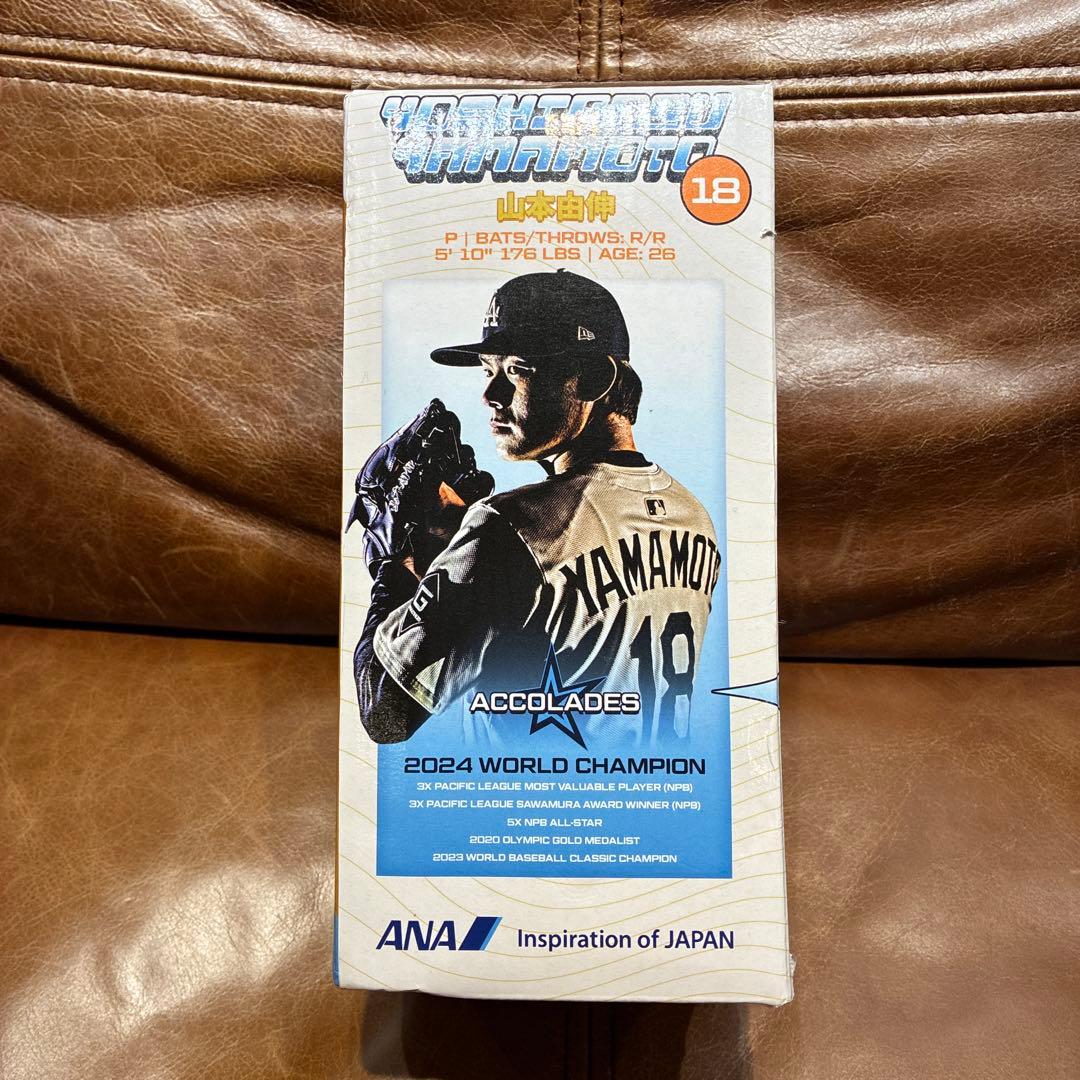 YOSHINOBU
YAMAMOTO
18
山本由伸
P | BATS/THROWS: R/R
5' 10" 176 LBS | AGE: 26
LA
YAMAMOTO
18
ACCOLADES
2024 WORLD CHAMPION
3X PACIFIC LEAGUE MOST VALUABLE PLAYER (NPB)
3X PACIFIC LEAGUE SAWAMURA AWARD WINNER (NPB)
5X NPB ALL-STAR
2020 OLYMPIC GOLD MEDALIST
2023 WORLD BASEBALL CLASSIC CHAMPION
ANA Inspiration of JAPAN